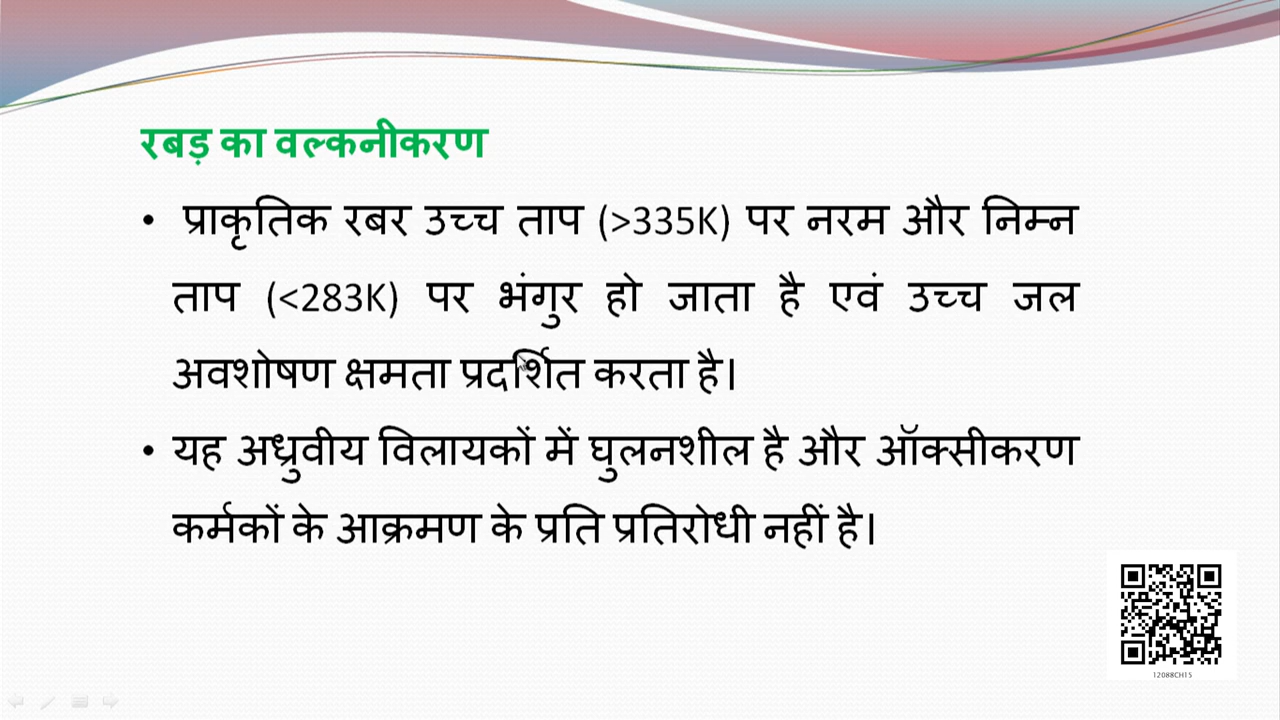 रबड़ का वल्कनीकरण
• प्राकृतिक रबर उच्च ताप (>335K) पर नरम और निम्न
ताप (<283K) पर भंगुर हो जाता है एवं उच्च जल
अवशोषण क्षमता प्रदर्शित करता है।
• यह अध्रुवीय विलायकों में घुलनशील है और ऑक्सीकरण
कर्मकों के आक्रमण के प्रति प्रतिरोधी नहीं है।
12088CH15